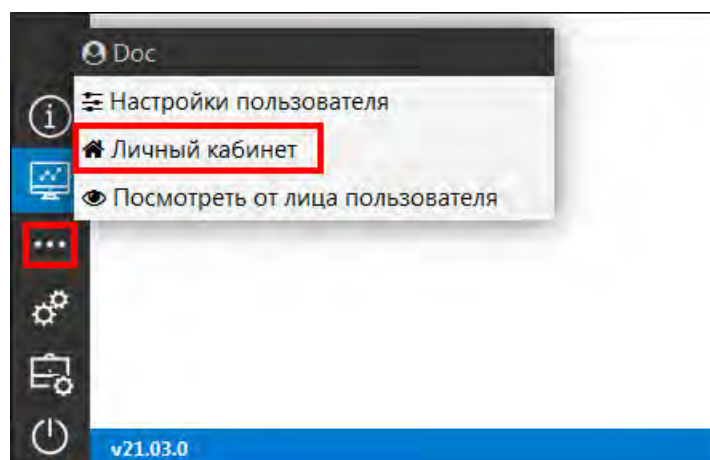 Doc
Настройки пользователя
Личный кабинет
Посмотреть от лица пользователя
v21.03.0